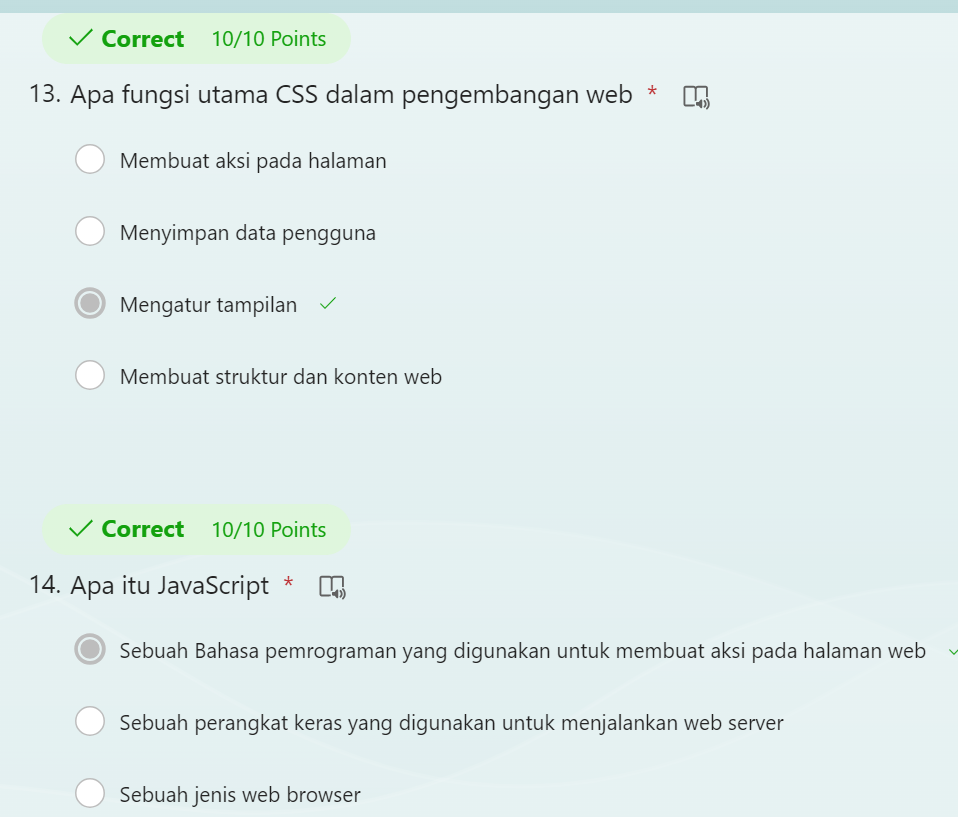 Correct 10/10 Points
13. Apa fungsi utama CSS dalam pengembangan web *
Membuat aksi pada halaman
Menyimpan data pengguna
Mengatur tampilan
Membuat struktur dan konten web
Correct 10/10 Points
14. Apa itu JavaScript *
Sebuah Bahasa pemrograman yang digunakan untuk membuat aksi pada halaman web
Sebuah perangkat keras yang digunakan untuk menjalankan web server
Sebuah jenis web browser